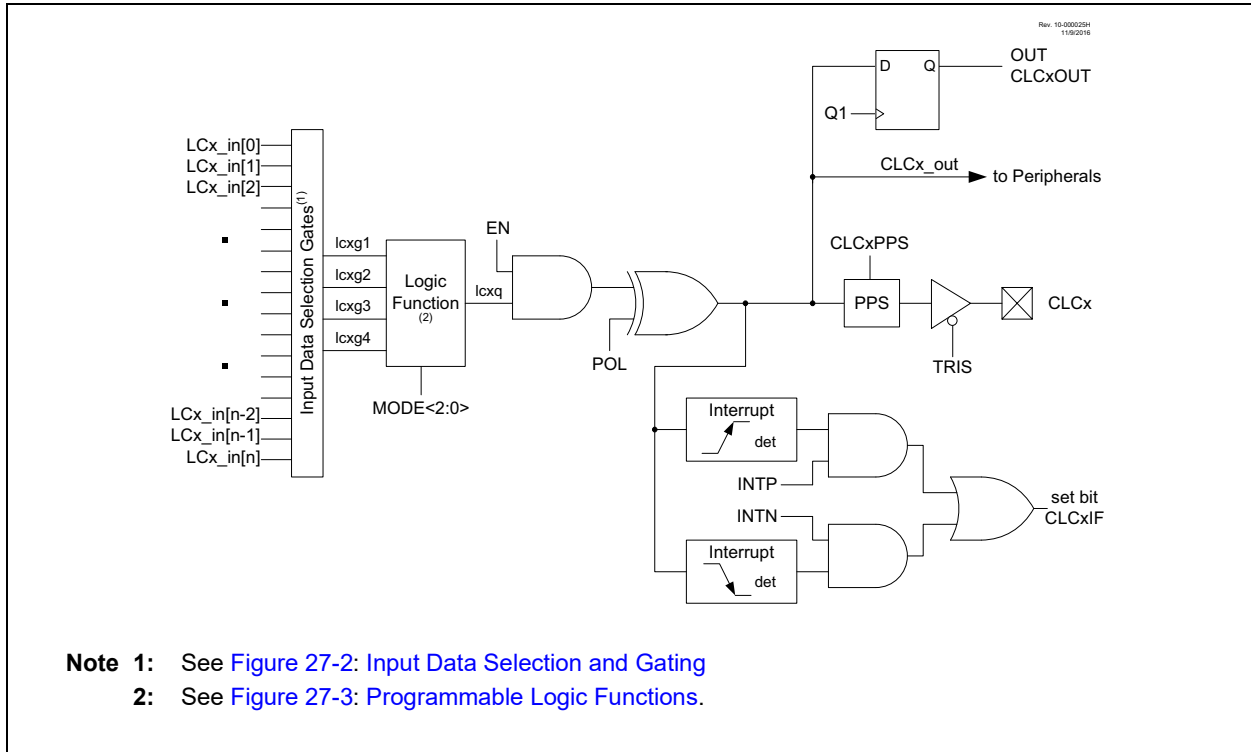 Rev. 10-000025H
11/9/2016
OUT
CLCxOUT
D
Q
Q1
CLCx_out
to Peripherals
LCx_in[0]
LCx_in[1]
LCx_in[2]
LCx_in[n-2]
LCx_in[n-1]
LCx_in[n]
Input Data Selection Gates(1)
lcxg1
lcxg2
lcxg3
lcxg4
Logic
Function
(2)
MODE<2:0>
EN
lcxq
POL
CLCxPPS
PPS
TRIS
CLCx
Interrupt
det
INTP
INTN
Interrupt
det
set bit
CLCxIF
Note 1: See Figure 27-2: Input Data Selection and Gating
2: See Figure 27-3: Programmable Logic Functions.